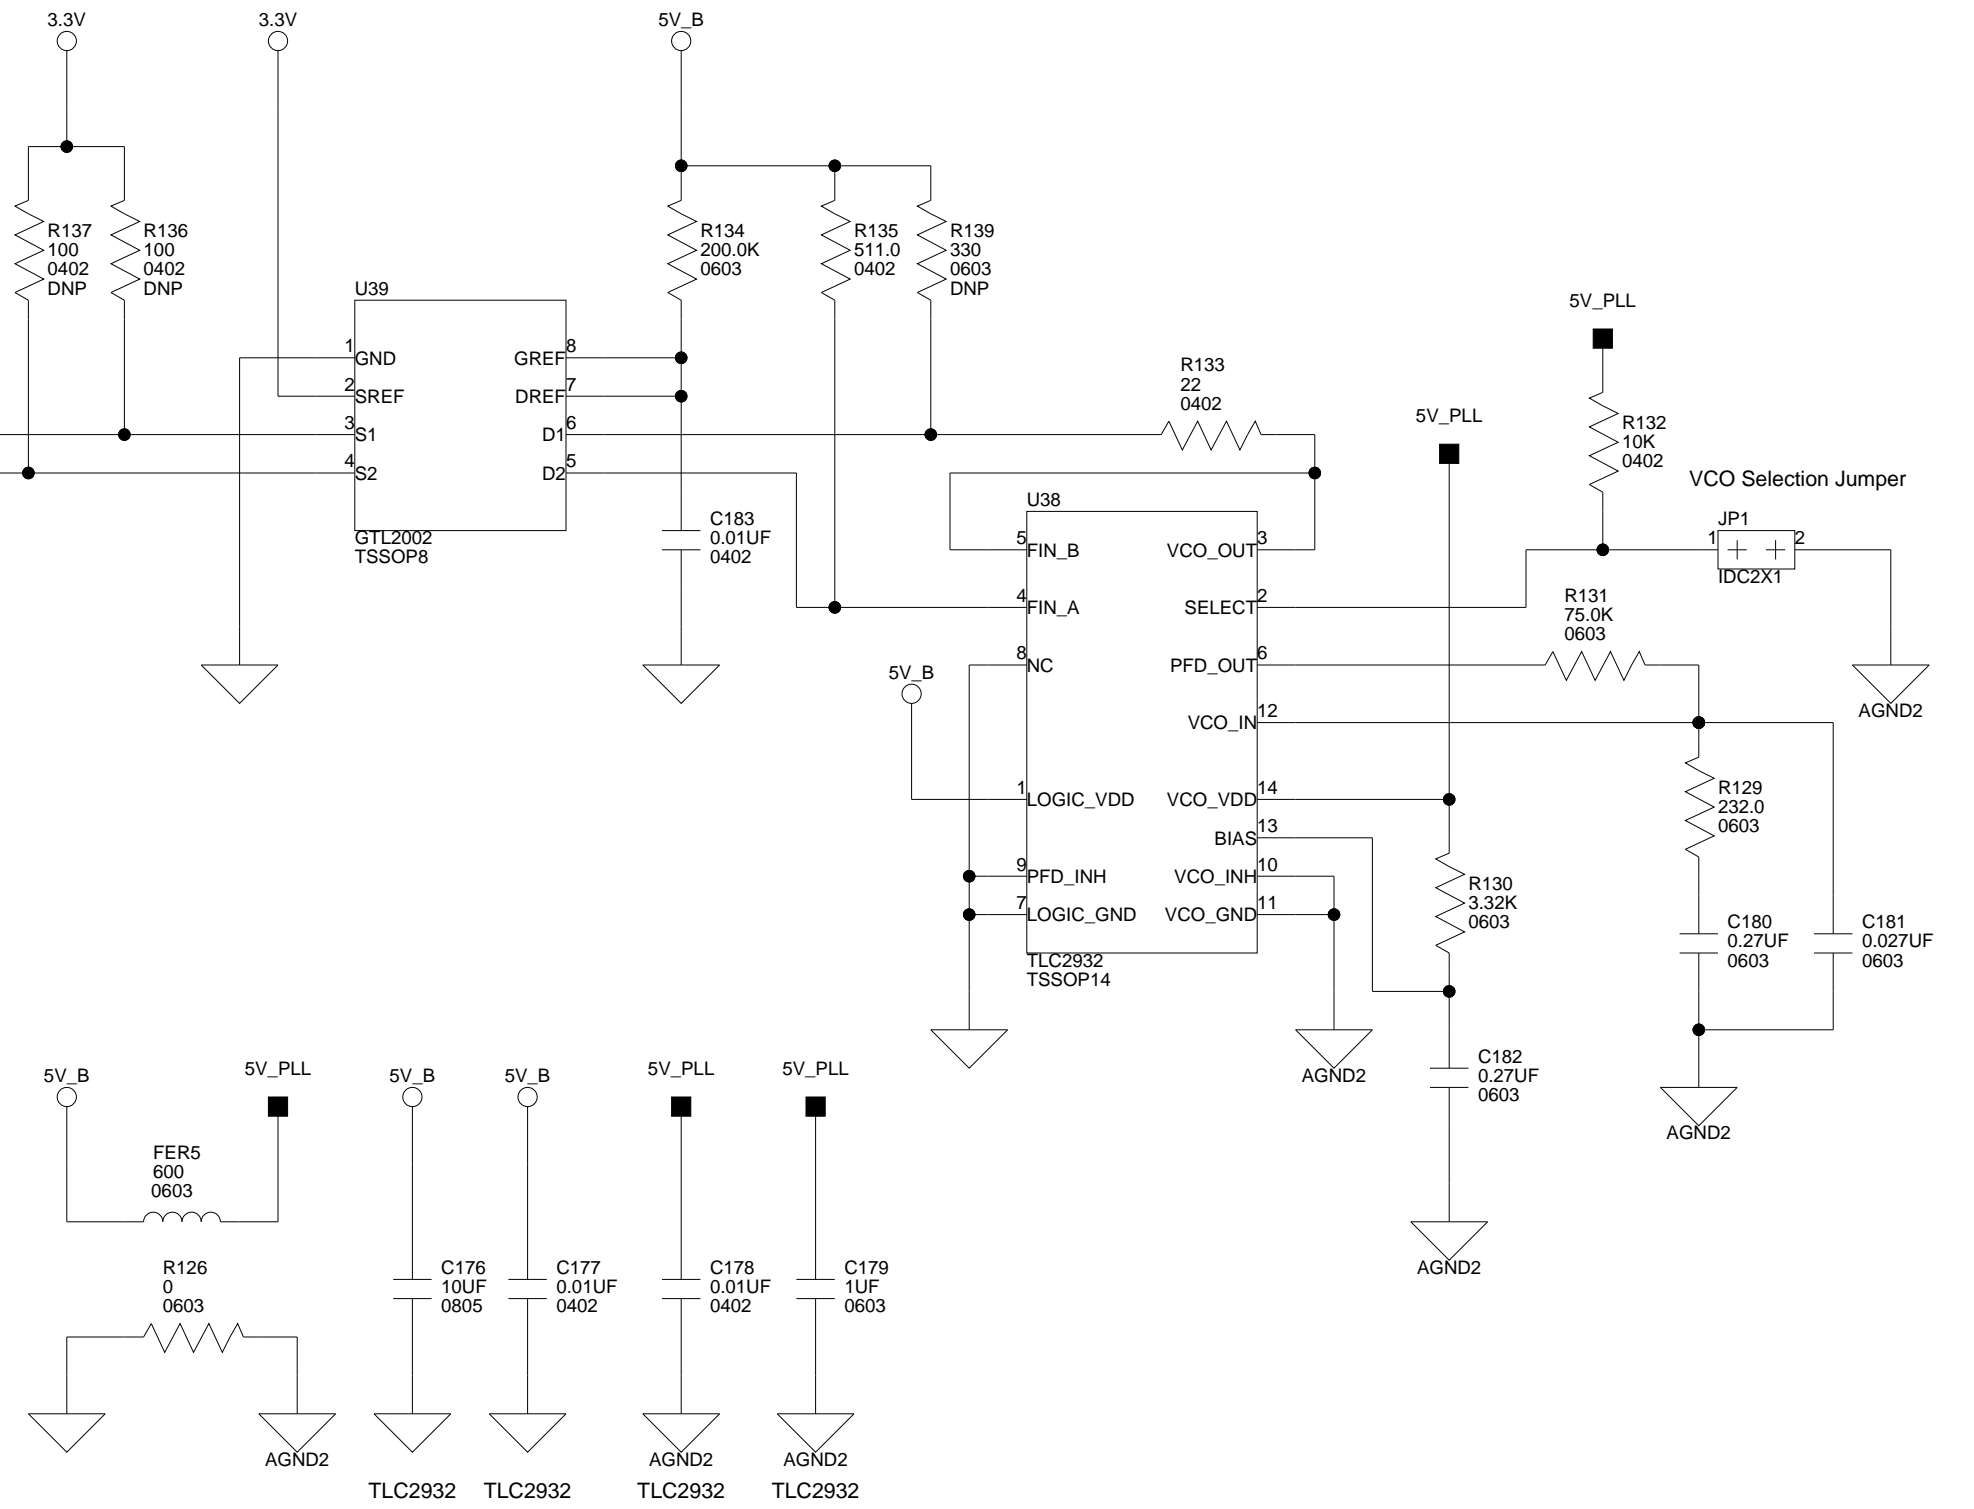 3.3V
3.3V
5V_B
R137
100
0402
DNP
R136
100
0402
DNP
R134
200.0K
0603
R135
511.0
0402
R139
330
0603
DNP
U39
1
GND
2
SREF
3
S1
4
S2
8
GREF
7
DREF
6
D1
5
D2
GTL2002
TSSOP8
C183
0.01UF
0402
R133
22
0402
5V_PLL
5V_PLL
R132
10K
0402
VCO Selection Jumper
JP1
1
2
IDC2X1
U38
5
FIN_B
4
FIN_A
8
NC
1
LOGIC_VDD
9
PFD_INH
7
LOGIC_GND
3
VCO_OUT
2
SELECT
6
PFD_OUT
12
VCO_IN
14
VCO_VDD
13
BIAS
10
VCO_INH
11
VCO_GND
TLC2932
TSSOP14
5V_B
R131
75.0K
0603
AGND2
R129
232.0
0603
R130
3.32K
0603
C180
0.27UF
0603
C181
0.027UF
0603
AGND2
C182
0.27UF
0603
AGND2
AGND2
5V_B
5V_PLL
FER5
600
0603
R126
0
0603
AGND2
5V_B
C176
10UF
0805
TLC2932
5V_B
C177
0.01UF
0402
TLC2932
5V_PLL
C178
0.01UF
0402
AGND2
TLC2932
5V_PLL
C179
1UF
0603
AGND2
TLC2932